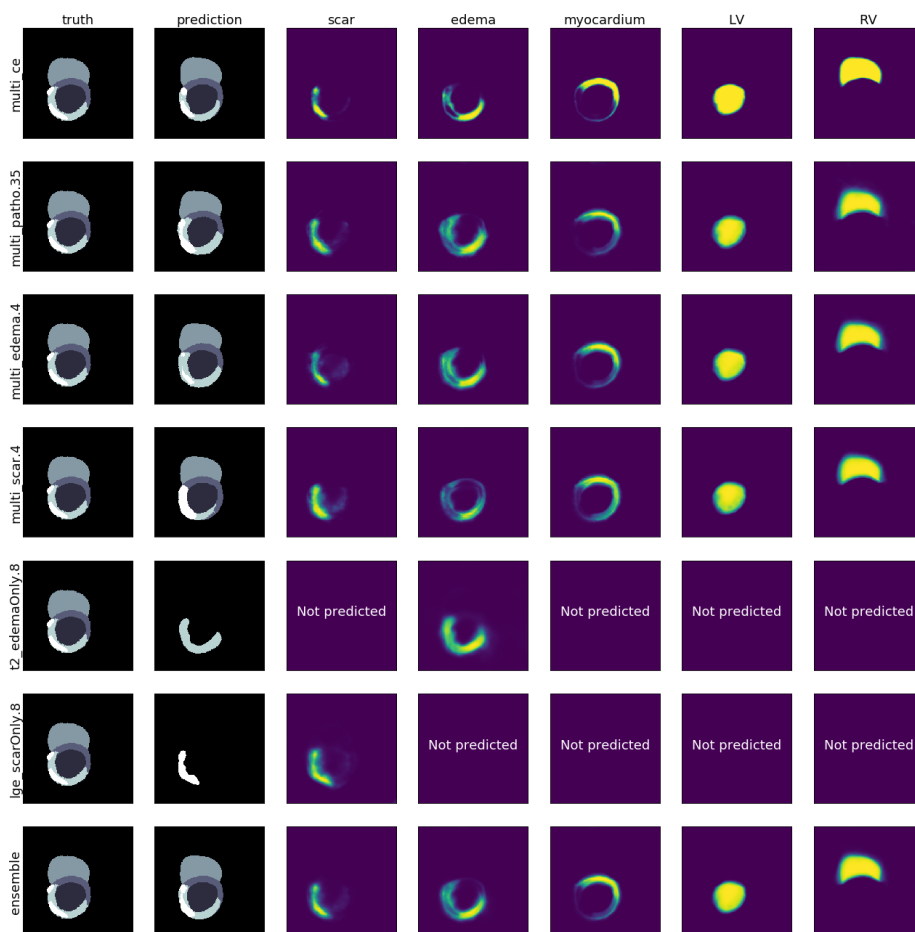 truth prediction scar edema myocardium LV RV
multi_ce
multi_patho.35
multi_edema.4
multi_scar.4
t2_edemaOnly.8
Not predicted Not predicted Not predicted Not predicted
lge_scarOnly.8
Not predicted Not predicted Not predicted Not predicted
ensemble